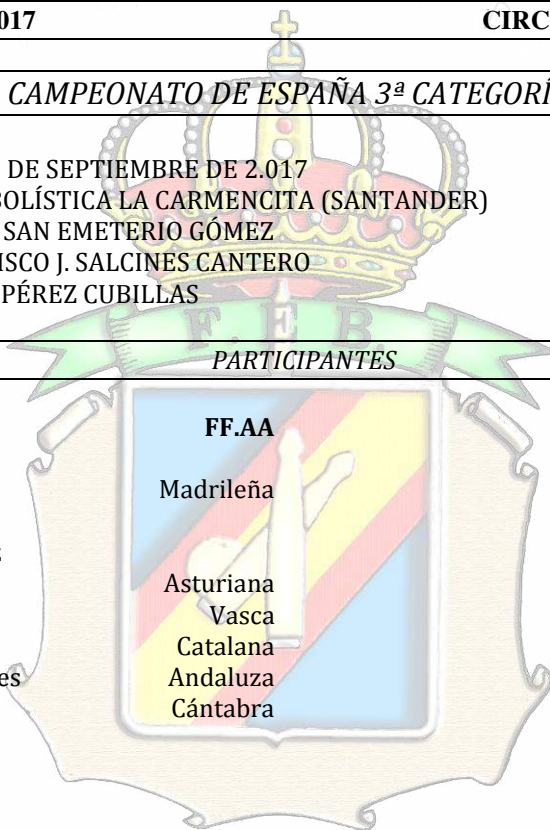 017 CIRC
CAMPEONATO DE ESPAÑA 3ª CATEGORÍ
DE SEPTIEMBRE DE 2.017
BOLÍSTICA LA CARMENCITA (SANTANDER)
SAN EMETERIO GÓMEZ
ISCO J. SALCINES CANTERO
PÉREZ CUBILLAS
F. E B.
PARTICIPANTES
FF.AA
Madrileña
Asturiana
Vasca
Catalana
es Andaluza
Cántabra